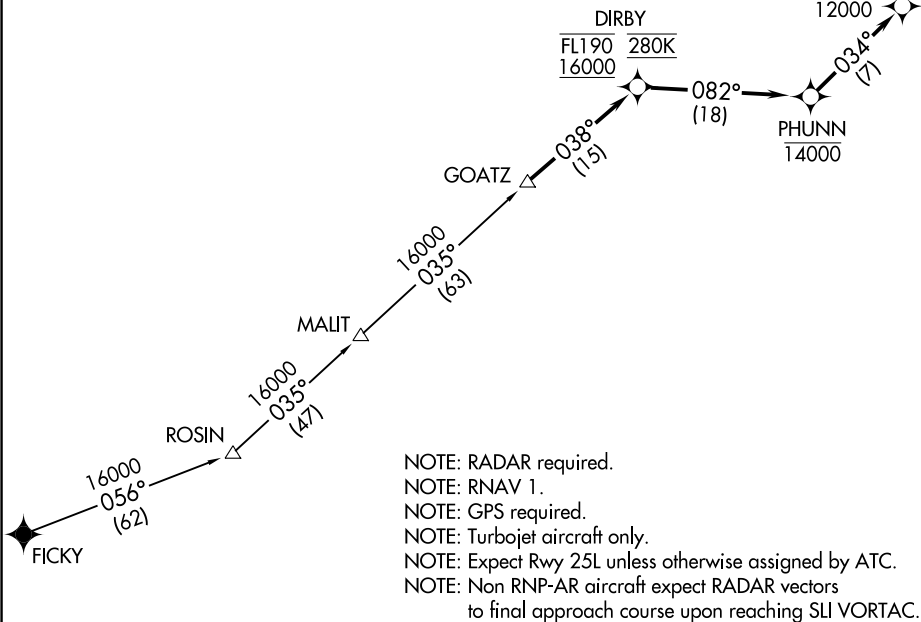 12000
DIRBY
FL190 280K
16000
034°
(7)
082°
(18)
PHUNN
14000
038°
(15)
GOATZ
16000
035°
(63)
MALIT
16000
035°
(47)
ROSIN
16000
056°
(62)
FICKY
NOTE: RADAR required.
NOTE: RNAV 1.
NOTE: GPS required.
NOTE: Turbojet aircraft only.
NOTE: Expect Rwy 25L unless otherwise assigned by ATC.
NOTE: Non RNP-AR aircraft expect RADAR vectors
to final approach course upon reaching SLI VORTAC.